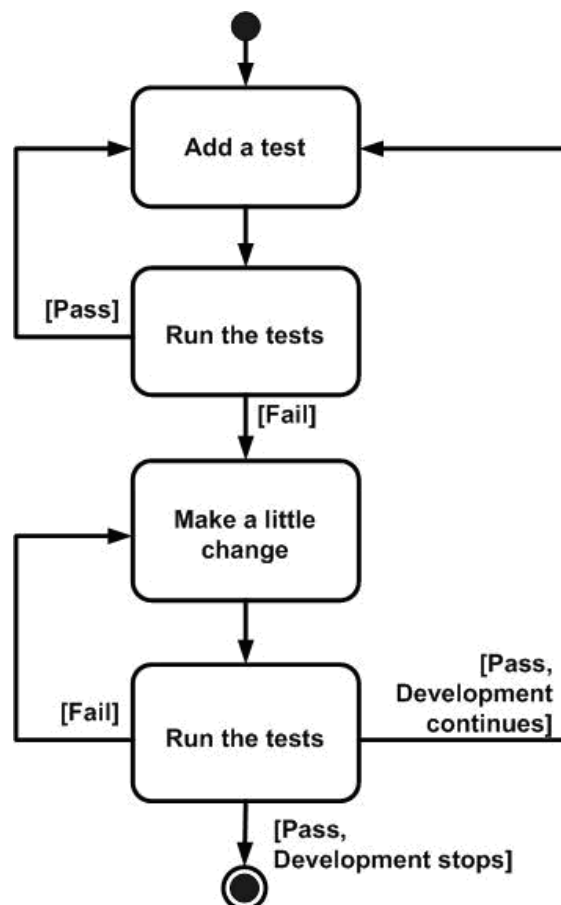 Add a test
[Pass]
Run the tests
[Fail]
Make a little
change
[Pass,
Development
continues]
[Fail]
Run the tests
[Pass,
Development stops]